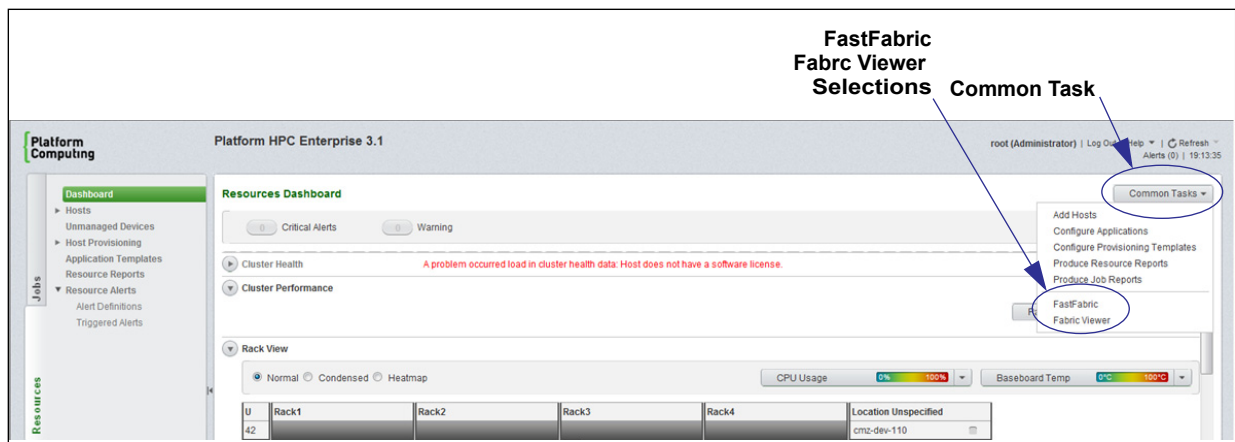 FastFabric
Fabrc Viewer
Selections
Common Task
Platform
Computing
Platform HPC Enterprise 3.1
root (Administrator) | Log Out Help | Refresh
Alerts (0) | 19:13:35
Jobs
Resources
Dashboard
Hosts
Unmanaged Devices
Host Provisioning
Application Templates
Resource Reports
Resource Alerts
Alert Definitions
Triggered Alerts
Resources Dashboard
Common Tasks
0 Critical Alerts 0 Warning
Add Hosts
Configure Applications
Configure Provisioning Templates
Produce Resource Reports
Produce Job Reports
FastFabric
Fabric Viewer
Cluster Health A problem occurred load in cluster health data: Host does not have a software license.
Cluster Performance
Rack View
Normal Condensed Heatmap
CPU Usage 0% 100%
Baseboard Temp 0°C 100°C
U Rack1 Rack2 Rack3 Rack4 Location Unspecified
42 cmz-dev-110